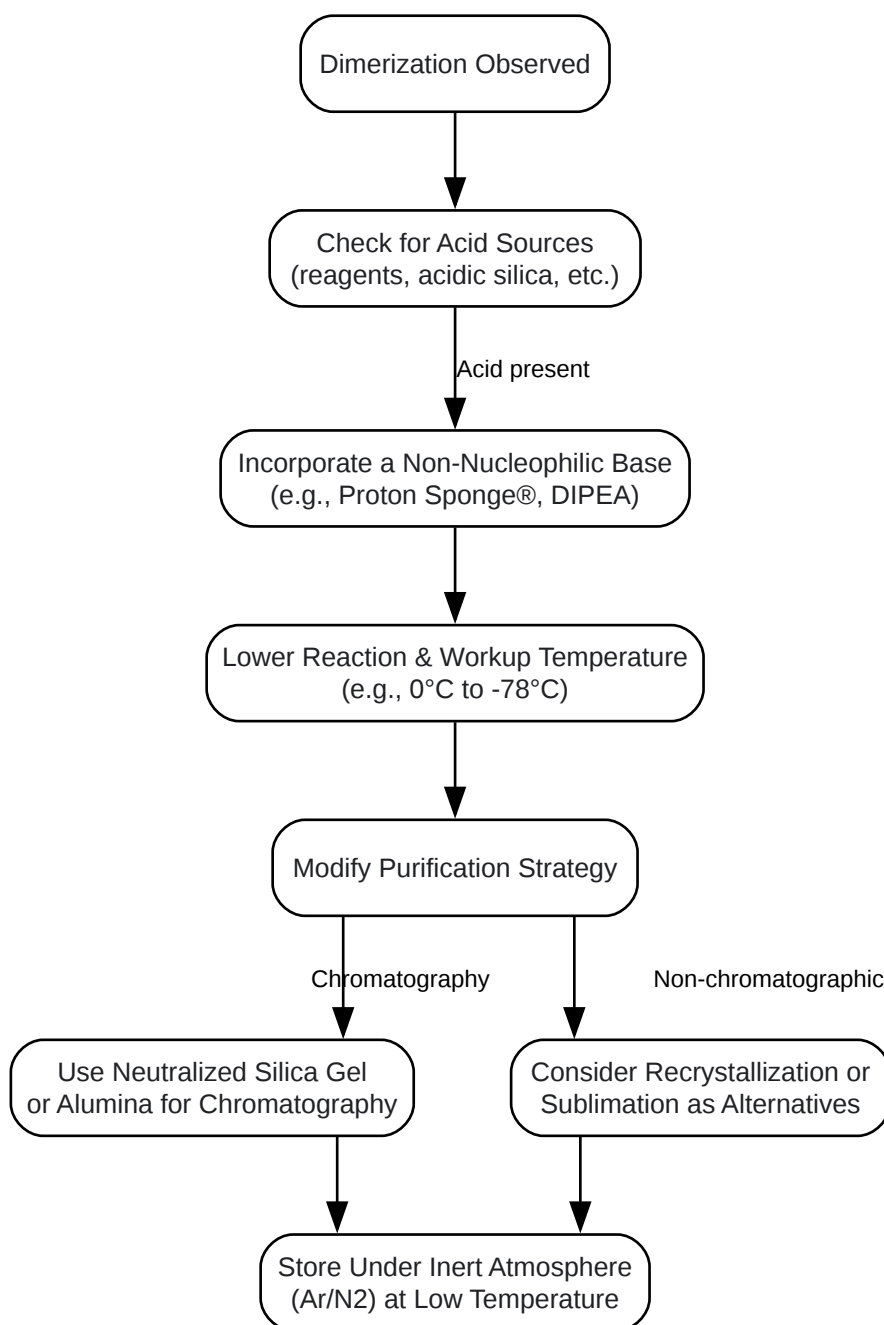 Dimerization Observed
Check for Acid Sources
(reagents, acidic silica, etc.)
Acid present
Incorporate a Non-Nucleophilic Base
(e.g., Proton Sponge®, DIPEA)
Lower Reaction & Workup Temperature
(e.g., 0°C to -78°C)
Modify Purification Strategy
Chromatography
Non-chromatographic
Use Neutralized Silica Gel
or Alumina for Chromatography
Consider Recrystallization or
Sublimation as Alternatives
Store Under Inert Atmosphere
(Ar/N2) at Low Temperature